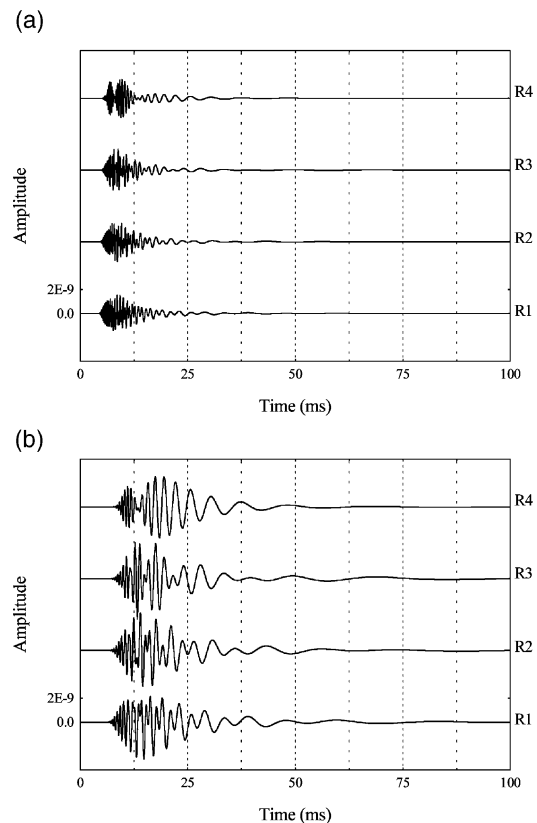 (a)
R4
R3
Amplitude
R2
2E-9
0.0
R1
0
25
50
75
100
Time (ms)
(b)
R4
R3
Amplitude
R2
2E-9
0.0
R1
0
25
50
75
100
Time (ms)